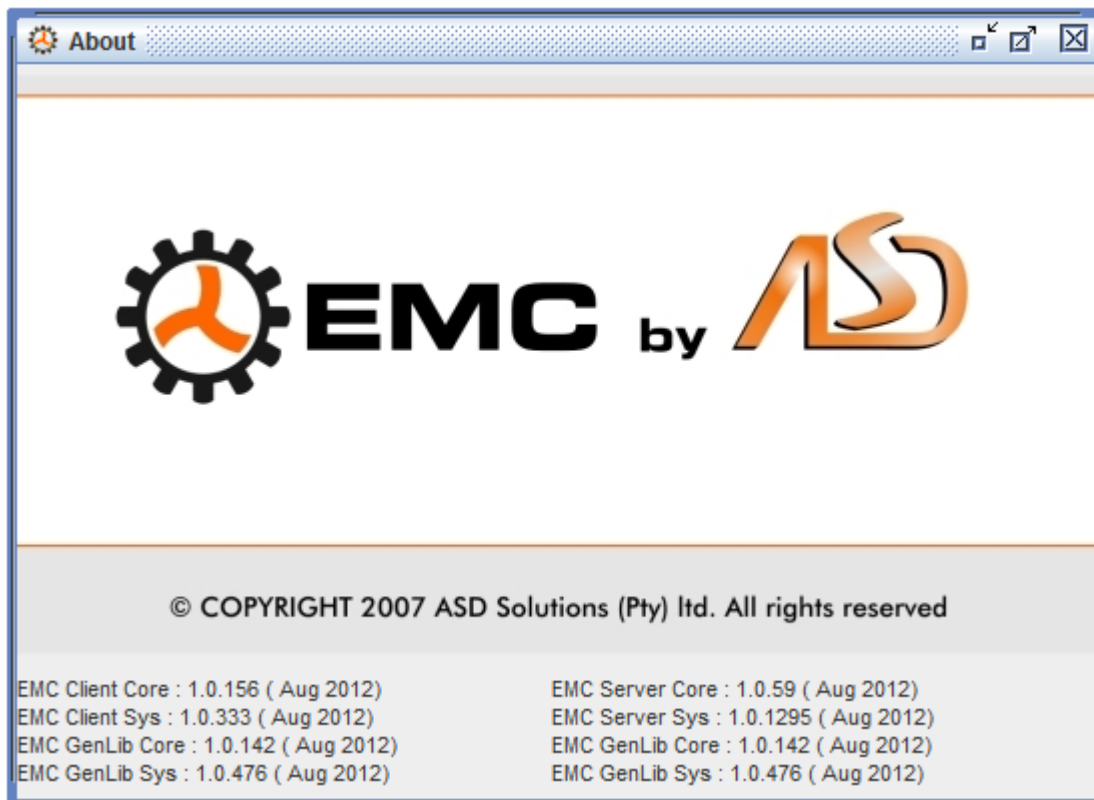 About
EMC by ASD
© COPYRIGHT 2007 ASD Solutions (Pty) ltd. All rights reserved
EMC Client Core : 1.0.156 ( Aug 2012)
EMC Client Sys : 1.0.333 ( Aug 2012)
EMC GenLib Core : 1.0.142 ( Aug 2012)
EMC GenLib Sys : 1.0.476 ( Aug 2012)
EMC Server Core : 1.0.59 ( Aug 2012)
EMC Server Sys : 1.0.1295 ( Aug 2012)
EMC GenLib Core : 1.0.142 ( Aug 2012)
EMC GenLib Sys : 1.0.476 ( Aug 2012)